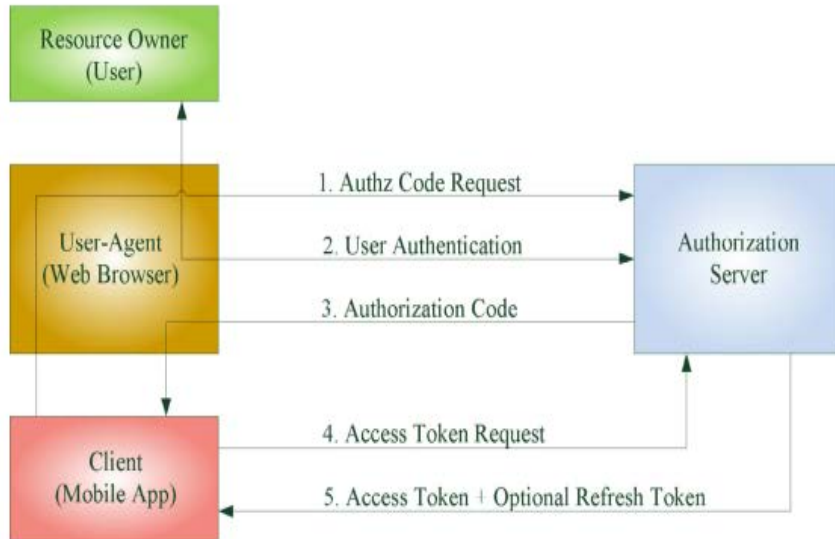 Resource Owner
(User)
1. Authz Code Request
User-Agent
(Web Browser)
2. User Authentication
Authorization
Server
3. Authorization Code
4. Access Token Request
Client
(Mobile App)
5. Access Token + Optional Refresh Token